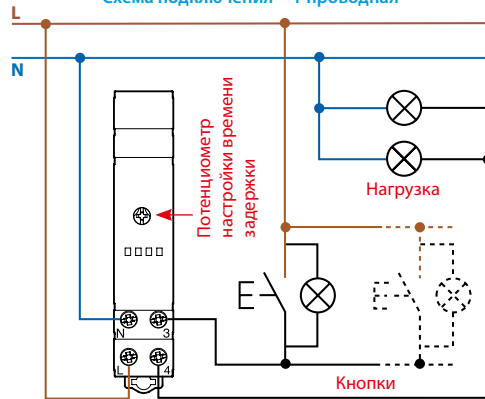 Схема подключения    4 проводная
L
N
Потенциометр
настройки времени
задержки
Нагрузка
N
3
L
4
Кнопки